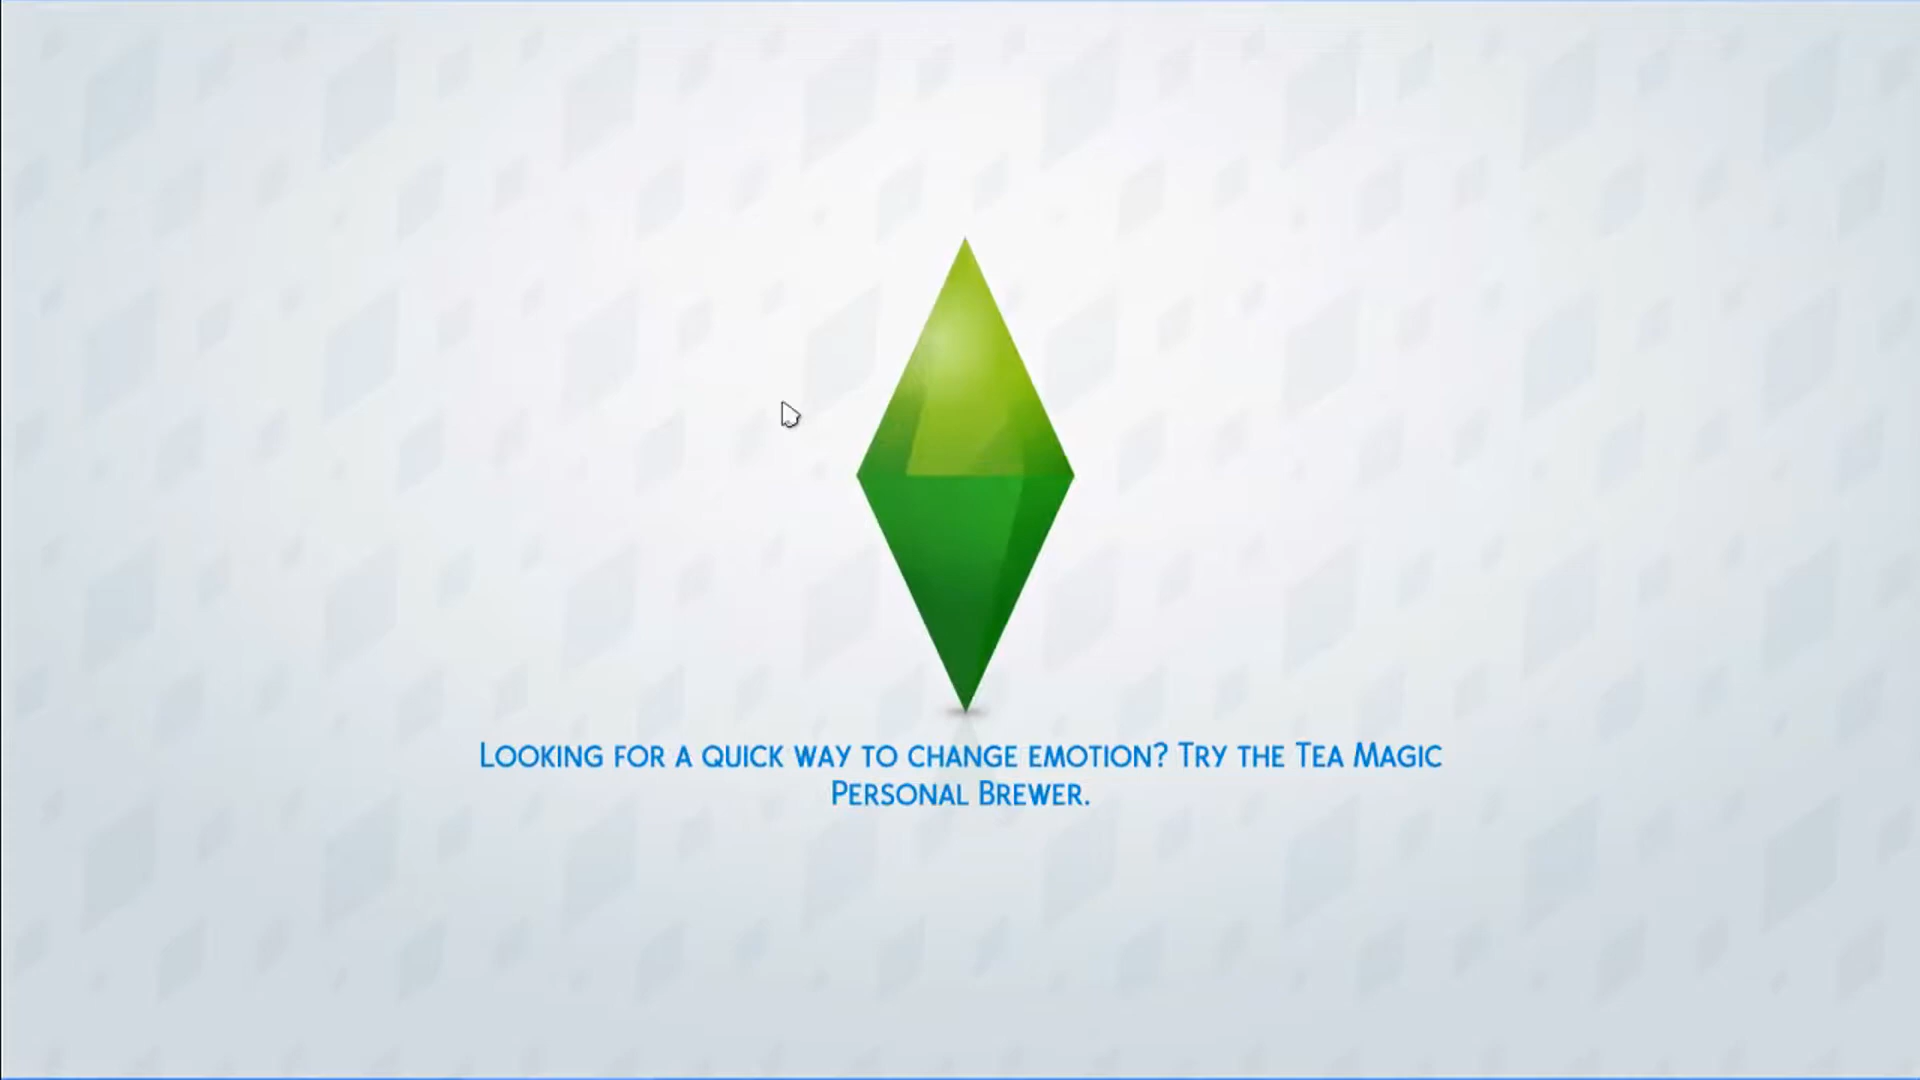 Looking for a quick way to change emotion? Try the Tea Magic
Personal Brewer.